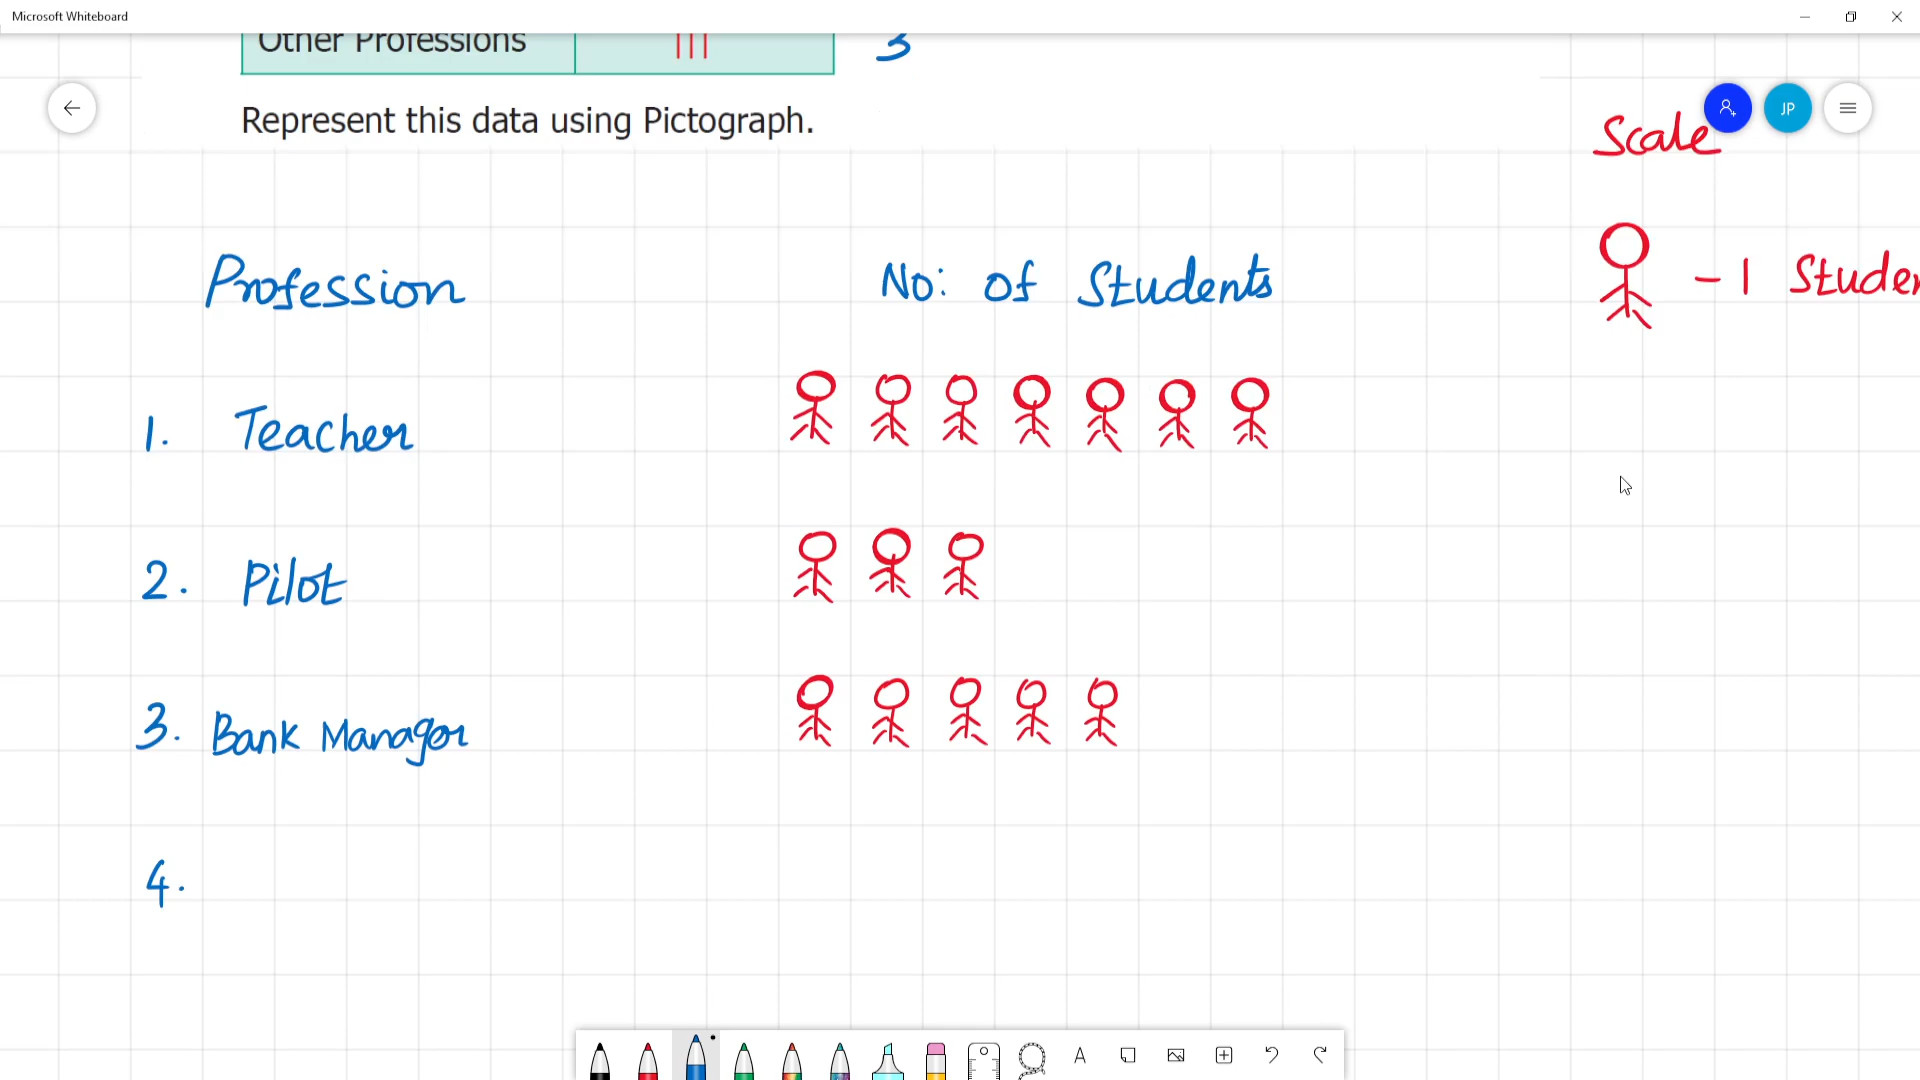 Microsoft Whiteboard
Other Professions ||| 3
Represent this data using Pictograph.
JP
Scale
Profession No: of Students
- 1 Studen
1. Teacher
2. Pilot
3. Bank Manager
4.
A